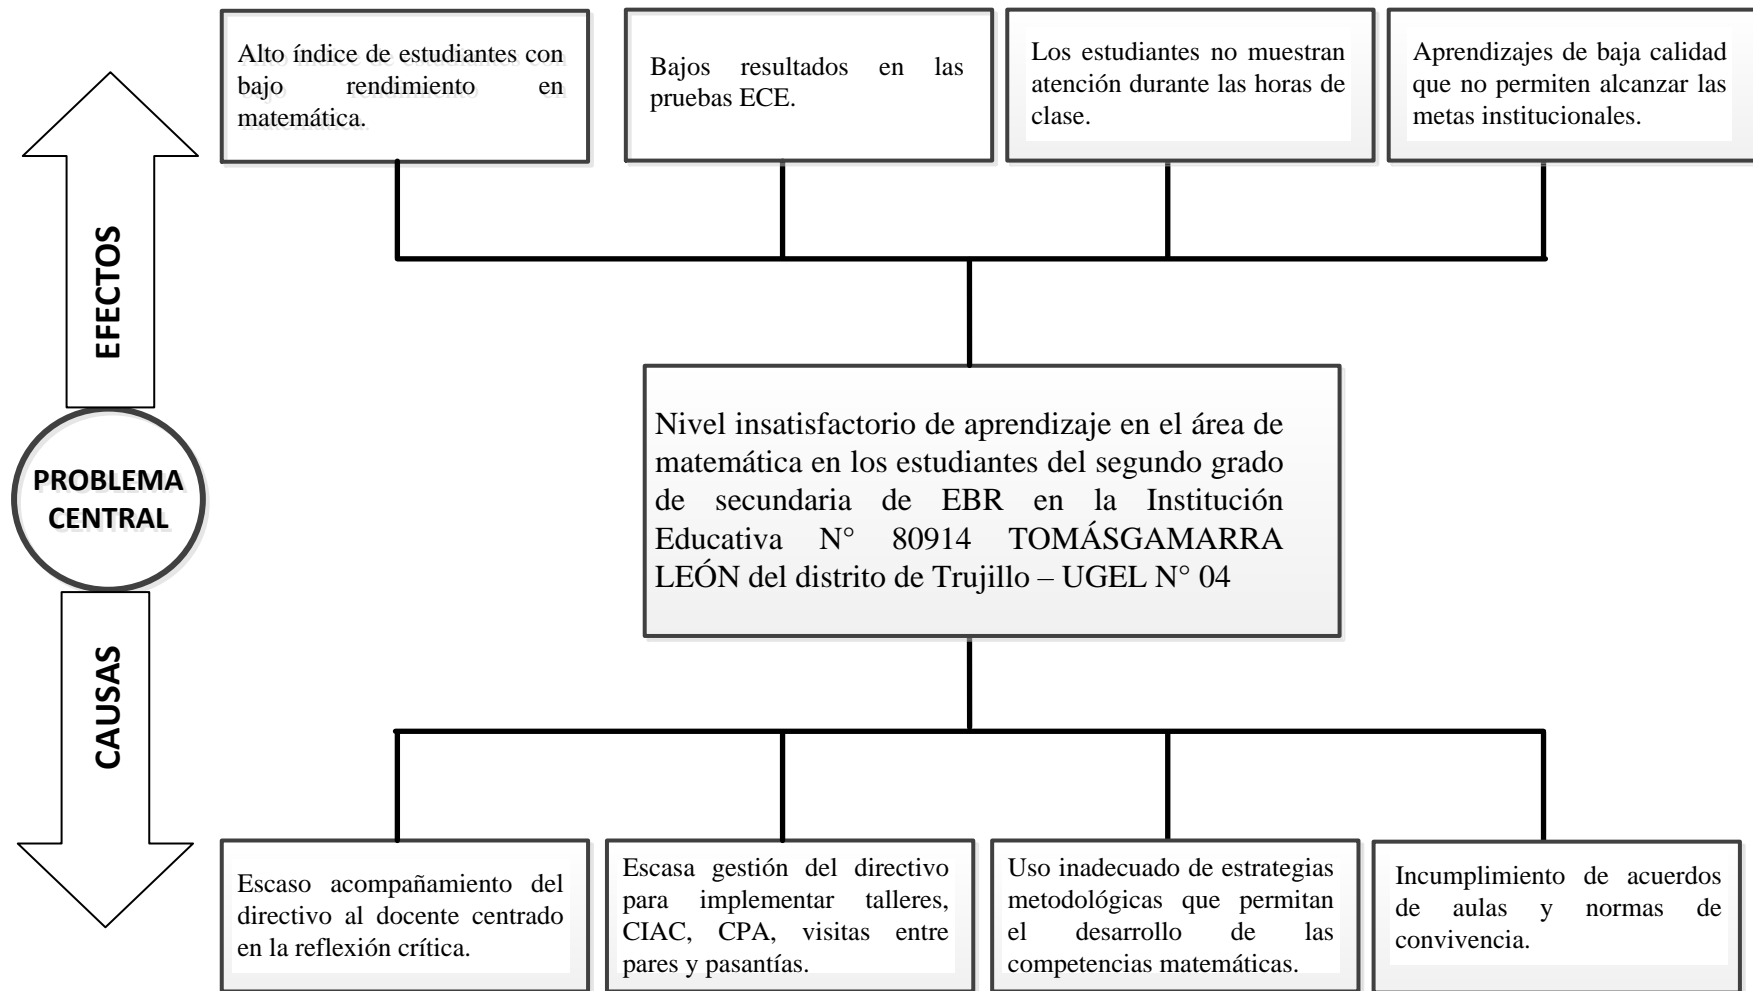 Alto índice de estudiantes con
bajo rendimiento en
matemática.
Bajos resultados en las
pruebas ECE.
Los estudiantes no muestran
atención durante las horas de
clase.
Aprendizajes de baja calidad
que no permiten alcanzar las
metas institucionales.
EFECTOS
PROBLEMA
CENTRAL
Nivel insatisfactorio de aprendizaje en el área de
matemática en los estudiantes del segundo grado
de secundaria de EBR en la Institución
Educativa N° 80914 TOMÁSGAMARRA
LEÓN del distrito de Trujillo – UGEL N° 04
CAUSAS
Escaso acompañamiento del
directivo al docente centrado
en la reflexión crítica.
Escasa gestión del directivo
para implementar talleres,
CIAC, CPA, visitas entre
pares y pasantías.
Uso inadecuado de estrategias
metodológicas que permitan
el desarrollo de las
competencias matemáticas.
Incumplimiento de acuerdos
de aulas y normas de
convivencia.